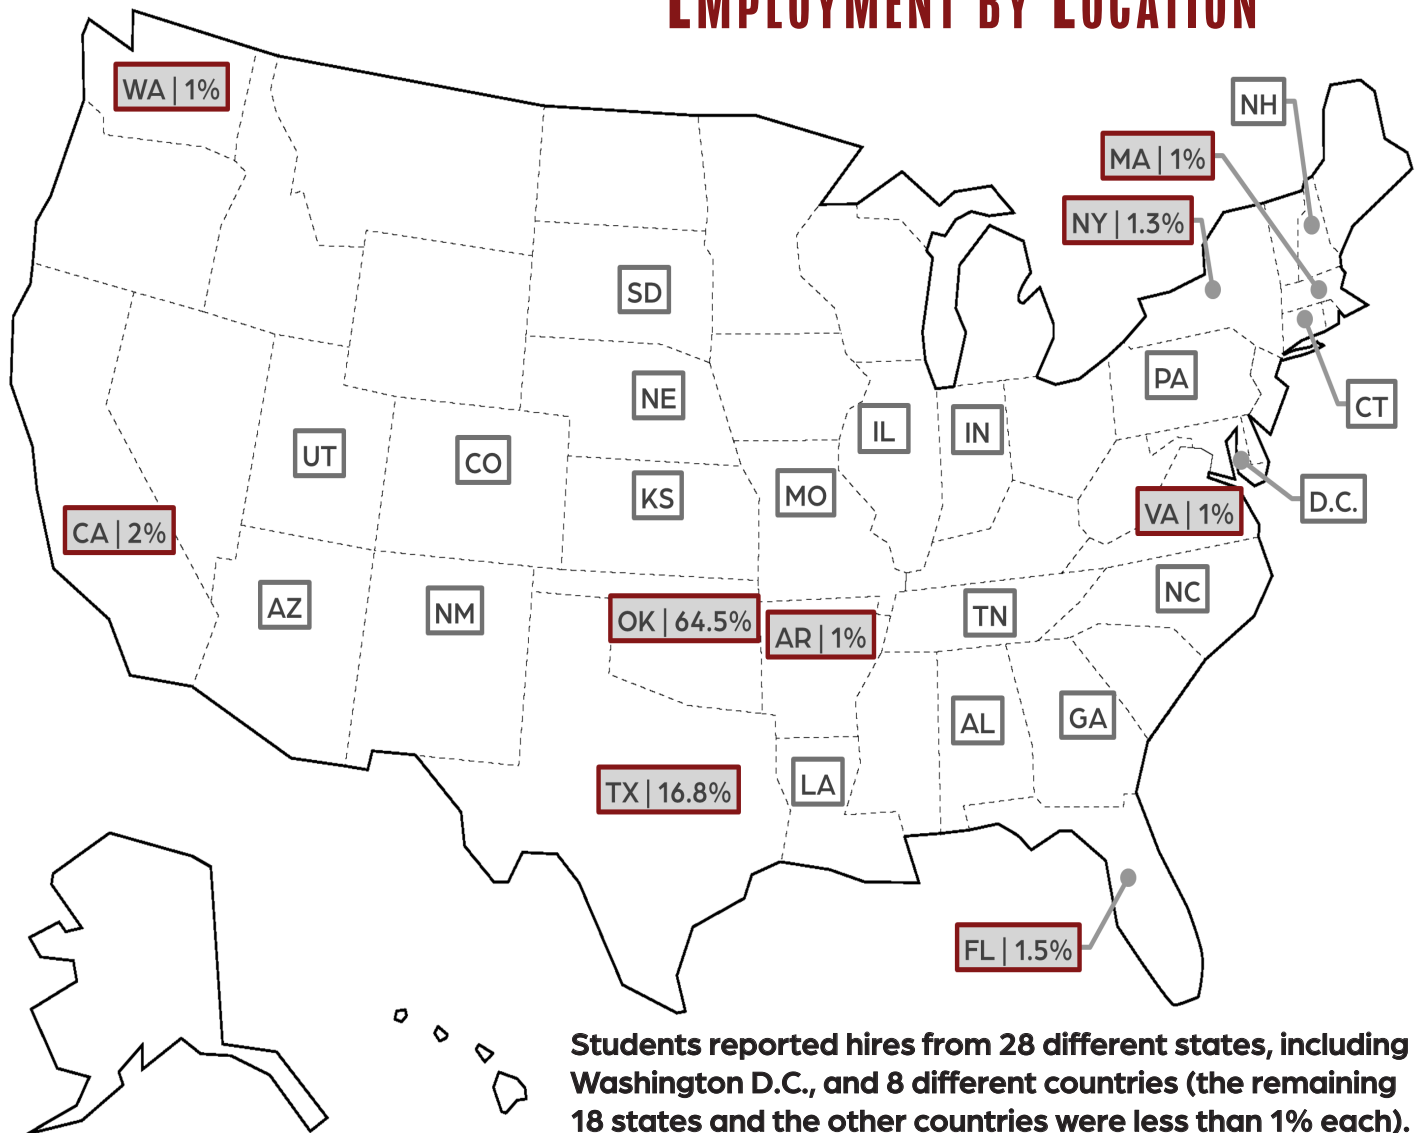 EMPLOYMENT BY LOCATION
WA | 1%
NH
MA | 1%
NY | 1.3%
SD
PA
NE
CT
IL
IN
UT
CO
KS
MO
D.C.
VA | 1%
CA | 2%
AZ
NM
OK | 64.5%
AR | 1%
TN
NC
AL
GA
LA
TX | 16.8%
FL | 1.5%
Students reported hires from 28 different states, including
Washington D.C., and 8 different countries (the remaining
18 states and the other countries were less than 1% each).